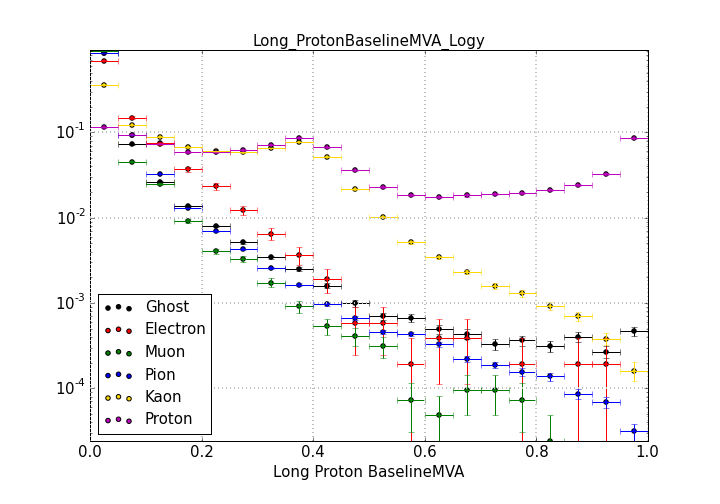 Long_ProtonBaselineMVA_Logy
10^-1
10^-2
10^-3
10^-4
Ghost
Electron
Muon
Pion
Kaon
Proton
0.0 0.2 0.4 0.6 0.8 1.0
Long Proton BaselineMVA